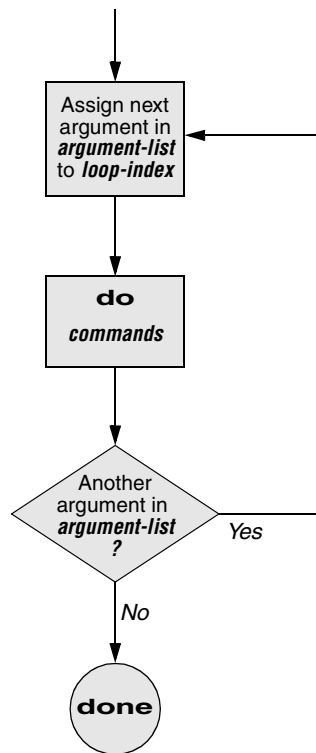 Assign next
argument in
argument-list
to loop-index
do
commands
Another
argument in
argument-list
?
Yes
No
done